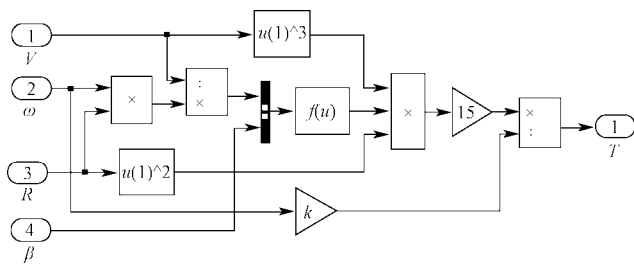 1
V
u(1)^3
2
ω
×
:
×
f(u)
×
15
×
:
1
T
3
R
u(1)^2
k
4
β